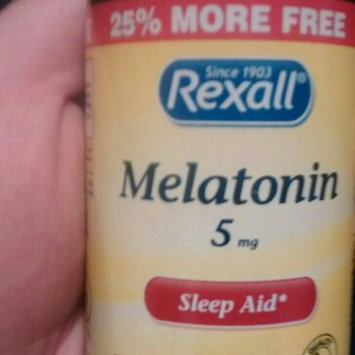 25% MORE FREE
Since 1903
Rexall®
Melatonin
5 mg
Sleep Aid*